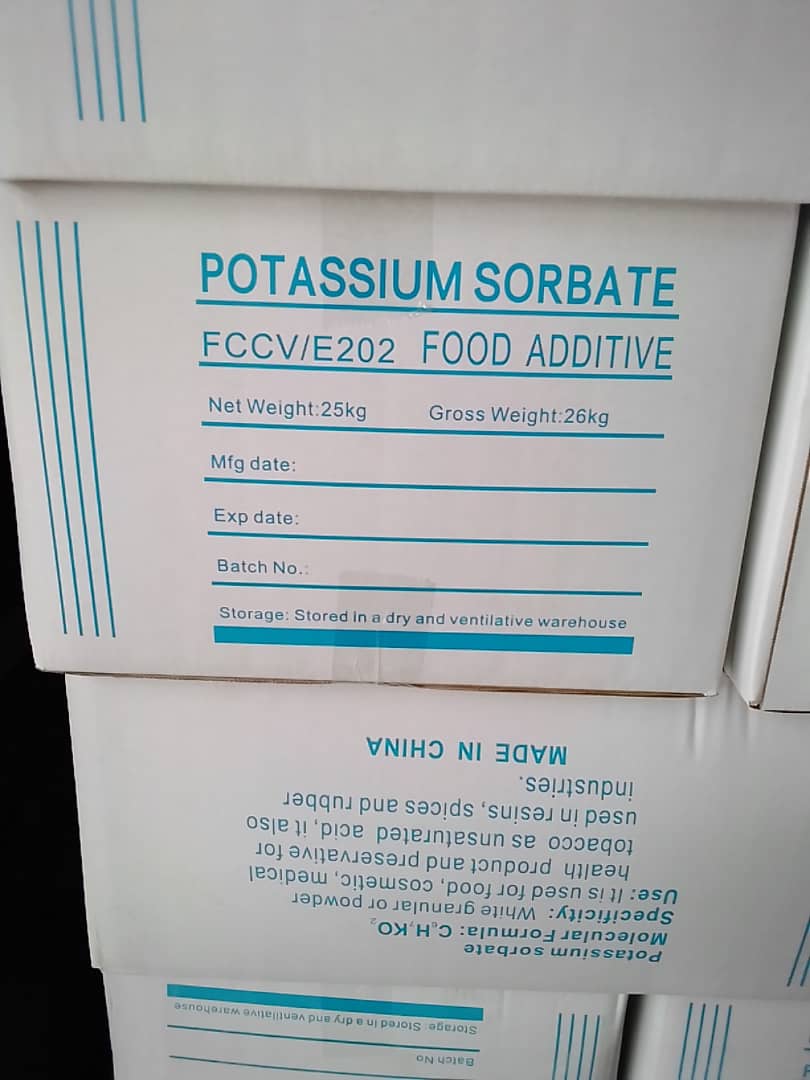 POTASSIUM SORBATE
FCCV/E202 FOOD ADDITIVE
Net Weight:25kg Gross Weight:26kg
Mfg date:
Exp date:
Batch No.:
Storage: Stored in a dry and ventilative warehouse
Potassium sorbate
Molecular Formula: C₆H₇KO₂
Specificity: White granular or powder
Use: It is used for food, cosmetic, medical
health product and preservative for
tobacco as unsaturated acid, it also
used in resins, spices and rubber
industries.
MADE IN CHINA
Batch No
Storage: Stored in a dry and ventilative warehouse